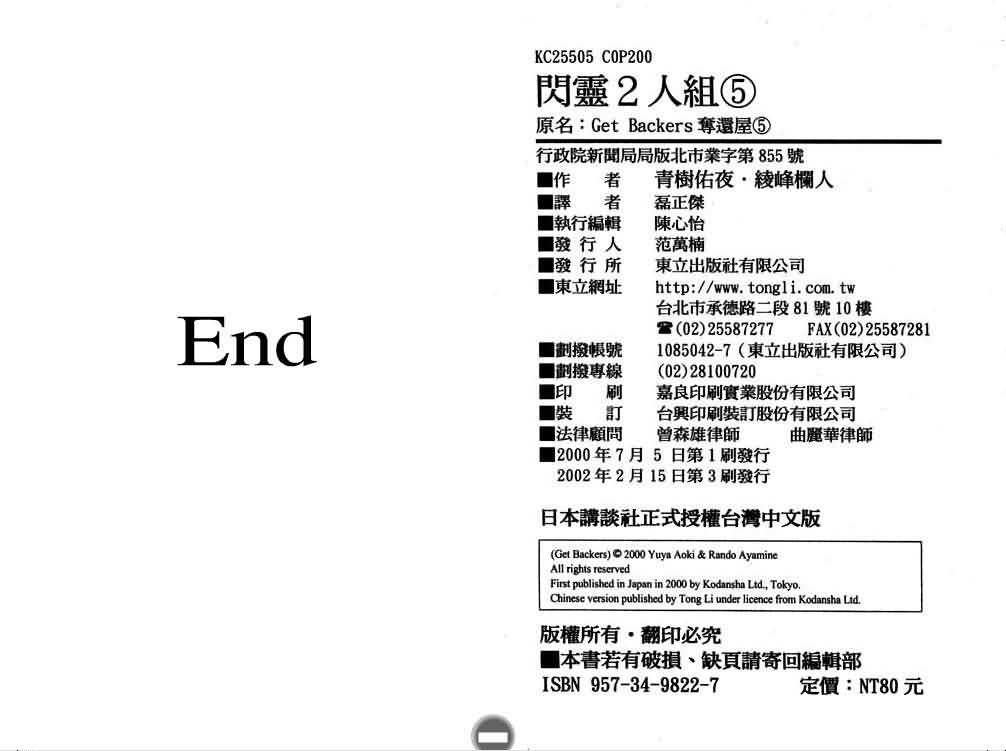 End
KC25505 C0P200
閃靈２人組⑤
原名：Get Backers 奪還屋⑤
行政院新聞局局版北市業字第 855 號
■作　者　青樹佑夜・綾峰欄人
■譯　者　磊正傑
■執行編輯　陳心怡
■發 行 人　范萬楠
■發 行 所　東立出版社有限公司
■東立網址　http://www.tongli.com.tw
台北市承德路二段 81 號 10 樓
☎(02)25587277　FAX(02)25587281
■劃撥帳號　1085042-7（東立出版社有限公司）
■劃撥專線　(02)28100720
■印　刷　嘉良印刷實業股份有限公司
■裝　訂　台興印刷裝訂股份有限公司
■法律顧問　曾森雄律師　曲麗華律師
■2000 年 7 月 5 日第 1 刷發行
2002 年 2 月 15 日第 3 刷發行
日本講談社正式授權台灣中文版
(Get Backers) © 2000 Yuya Aoki & Rando Ayamine
All rights reserved
First published in Japan in 2000 by Kodansha Ltd., Tokyo.
Chinese version published by Tong Li under licence from Kodansha Ltd.
版權所有・翻印必究
■本書若有破損、缺頁請寄回編輯部
ISBN 957-34-9822-7　定價：NT80 元